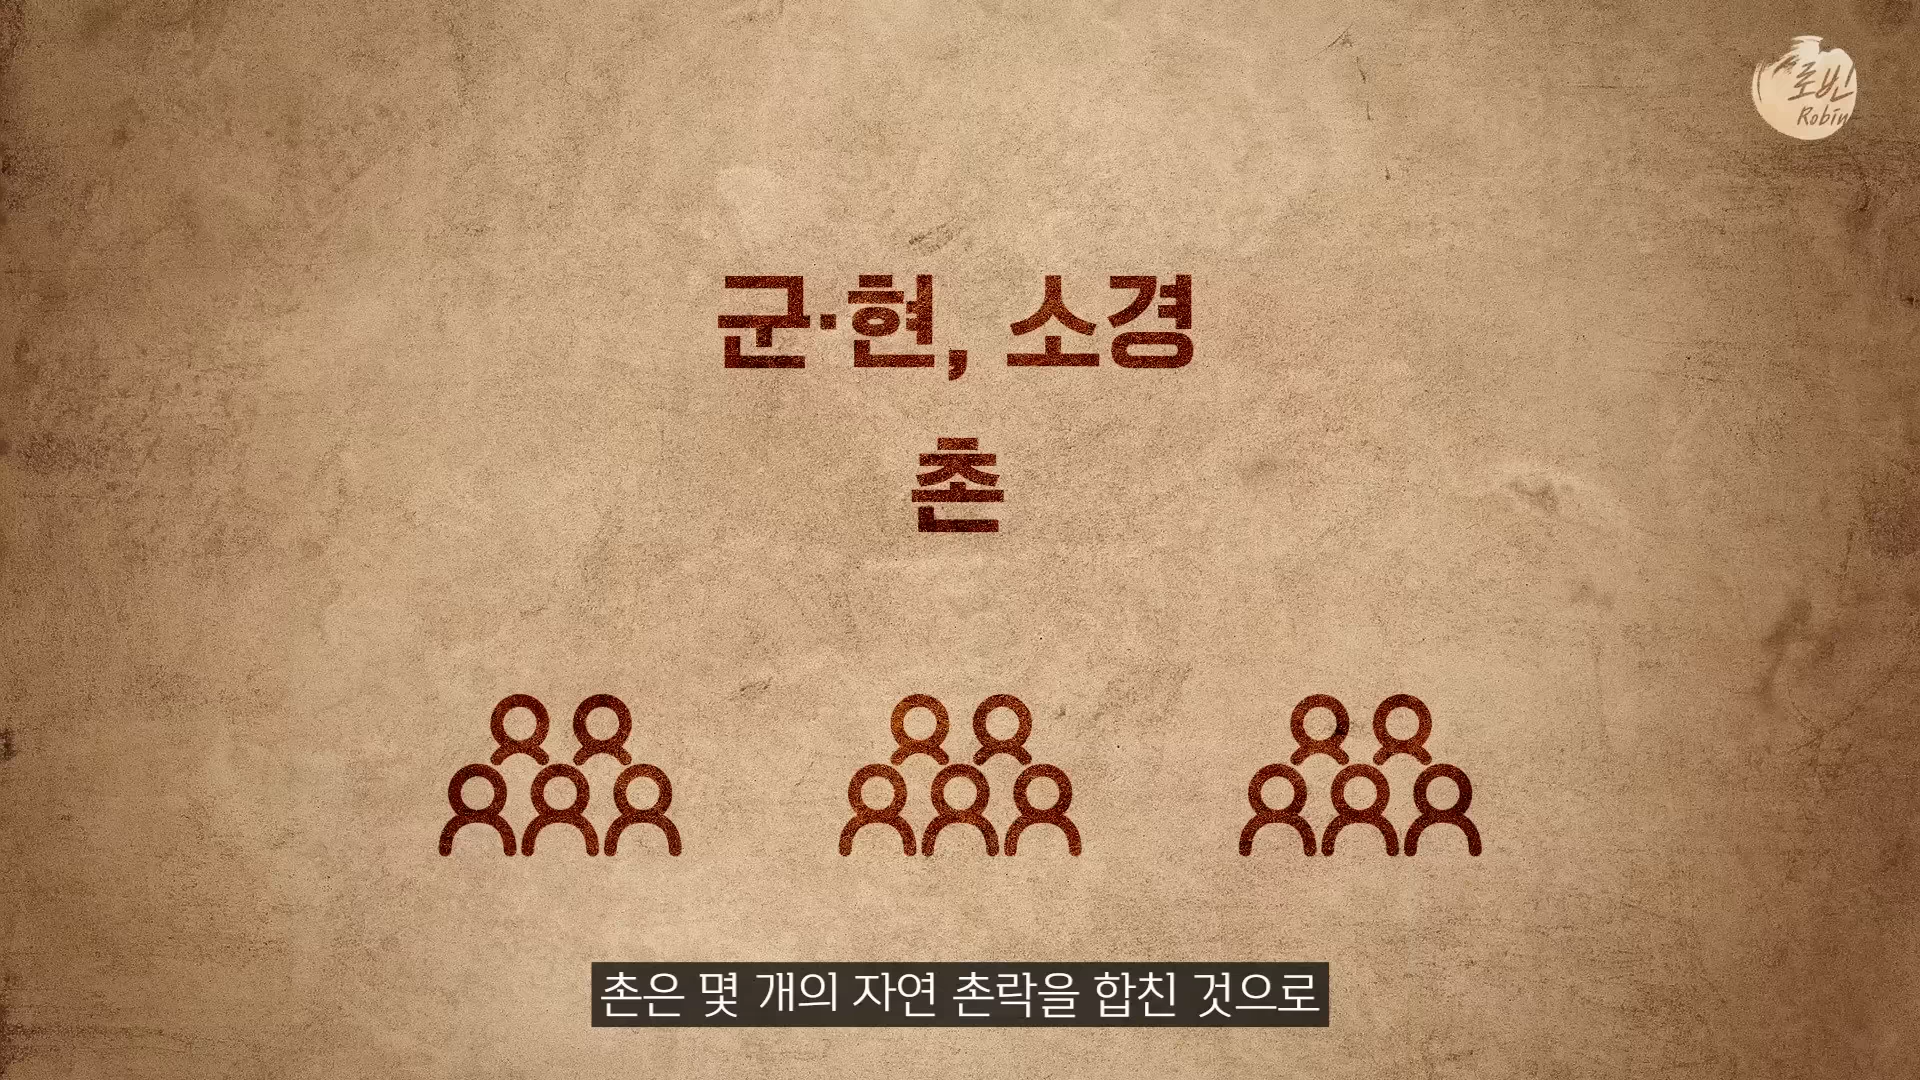 로빈
Robin
군·현, 소경
촌
촌은 몇 개의 자연 촌락을 합친 것으로